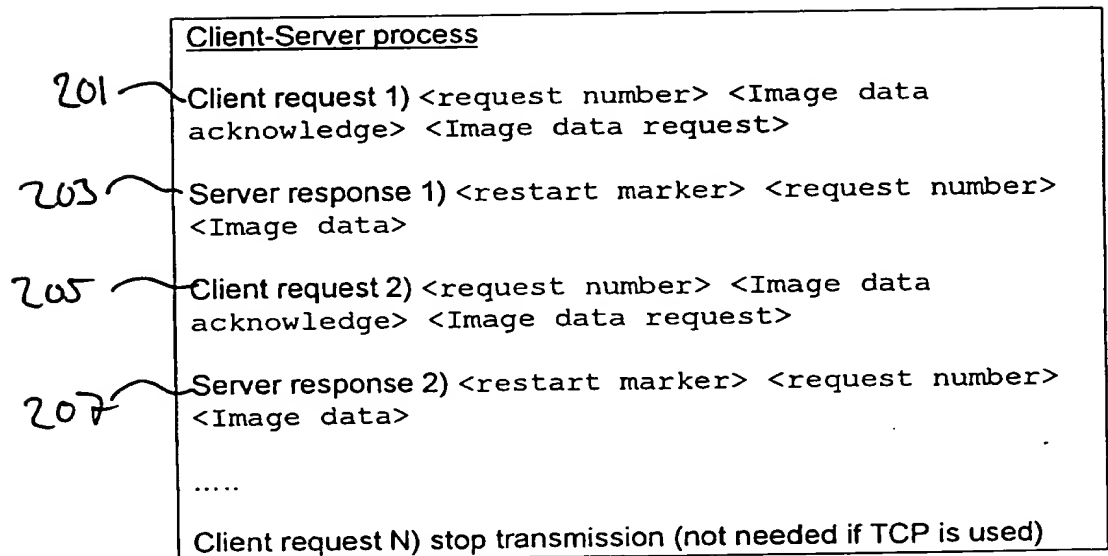 Client-Server process
201 Client request 1) <request number> <Image data
acknowledge> <Image data request>
203 Server response 1) <restart marker> <request number>
<Image data>
205 Client request 2) <request number> <Image data
acknowledge> <Image data request>
207 Server response 2) <restart marker> <request number>
<Image data>
.....
Client request N) stop transmission (not needed if TCP is used)